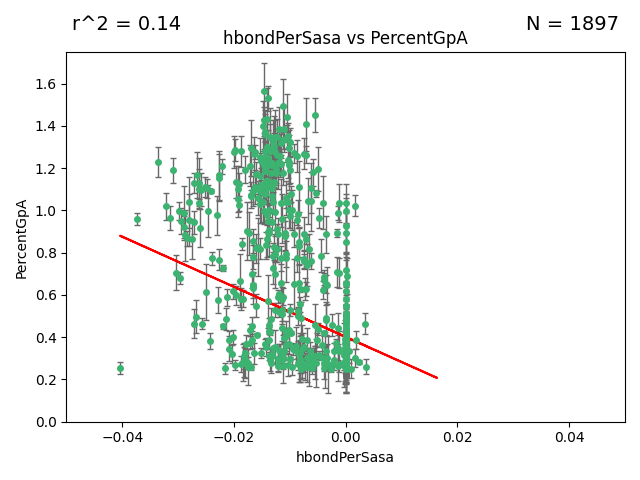 r^2 = 0.14
N = 1897
hbondPerSasa vs PercentGpA
PercentGpA
1.6
1.4
1.2
1.0
0.8
0.6
0.4
0.2
0.0
−0.04
−0.02
0.00
0.02
0.04
hbondPerSasa